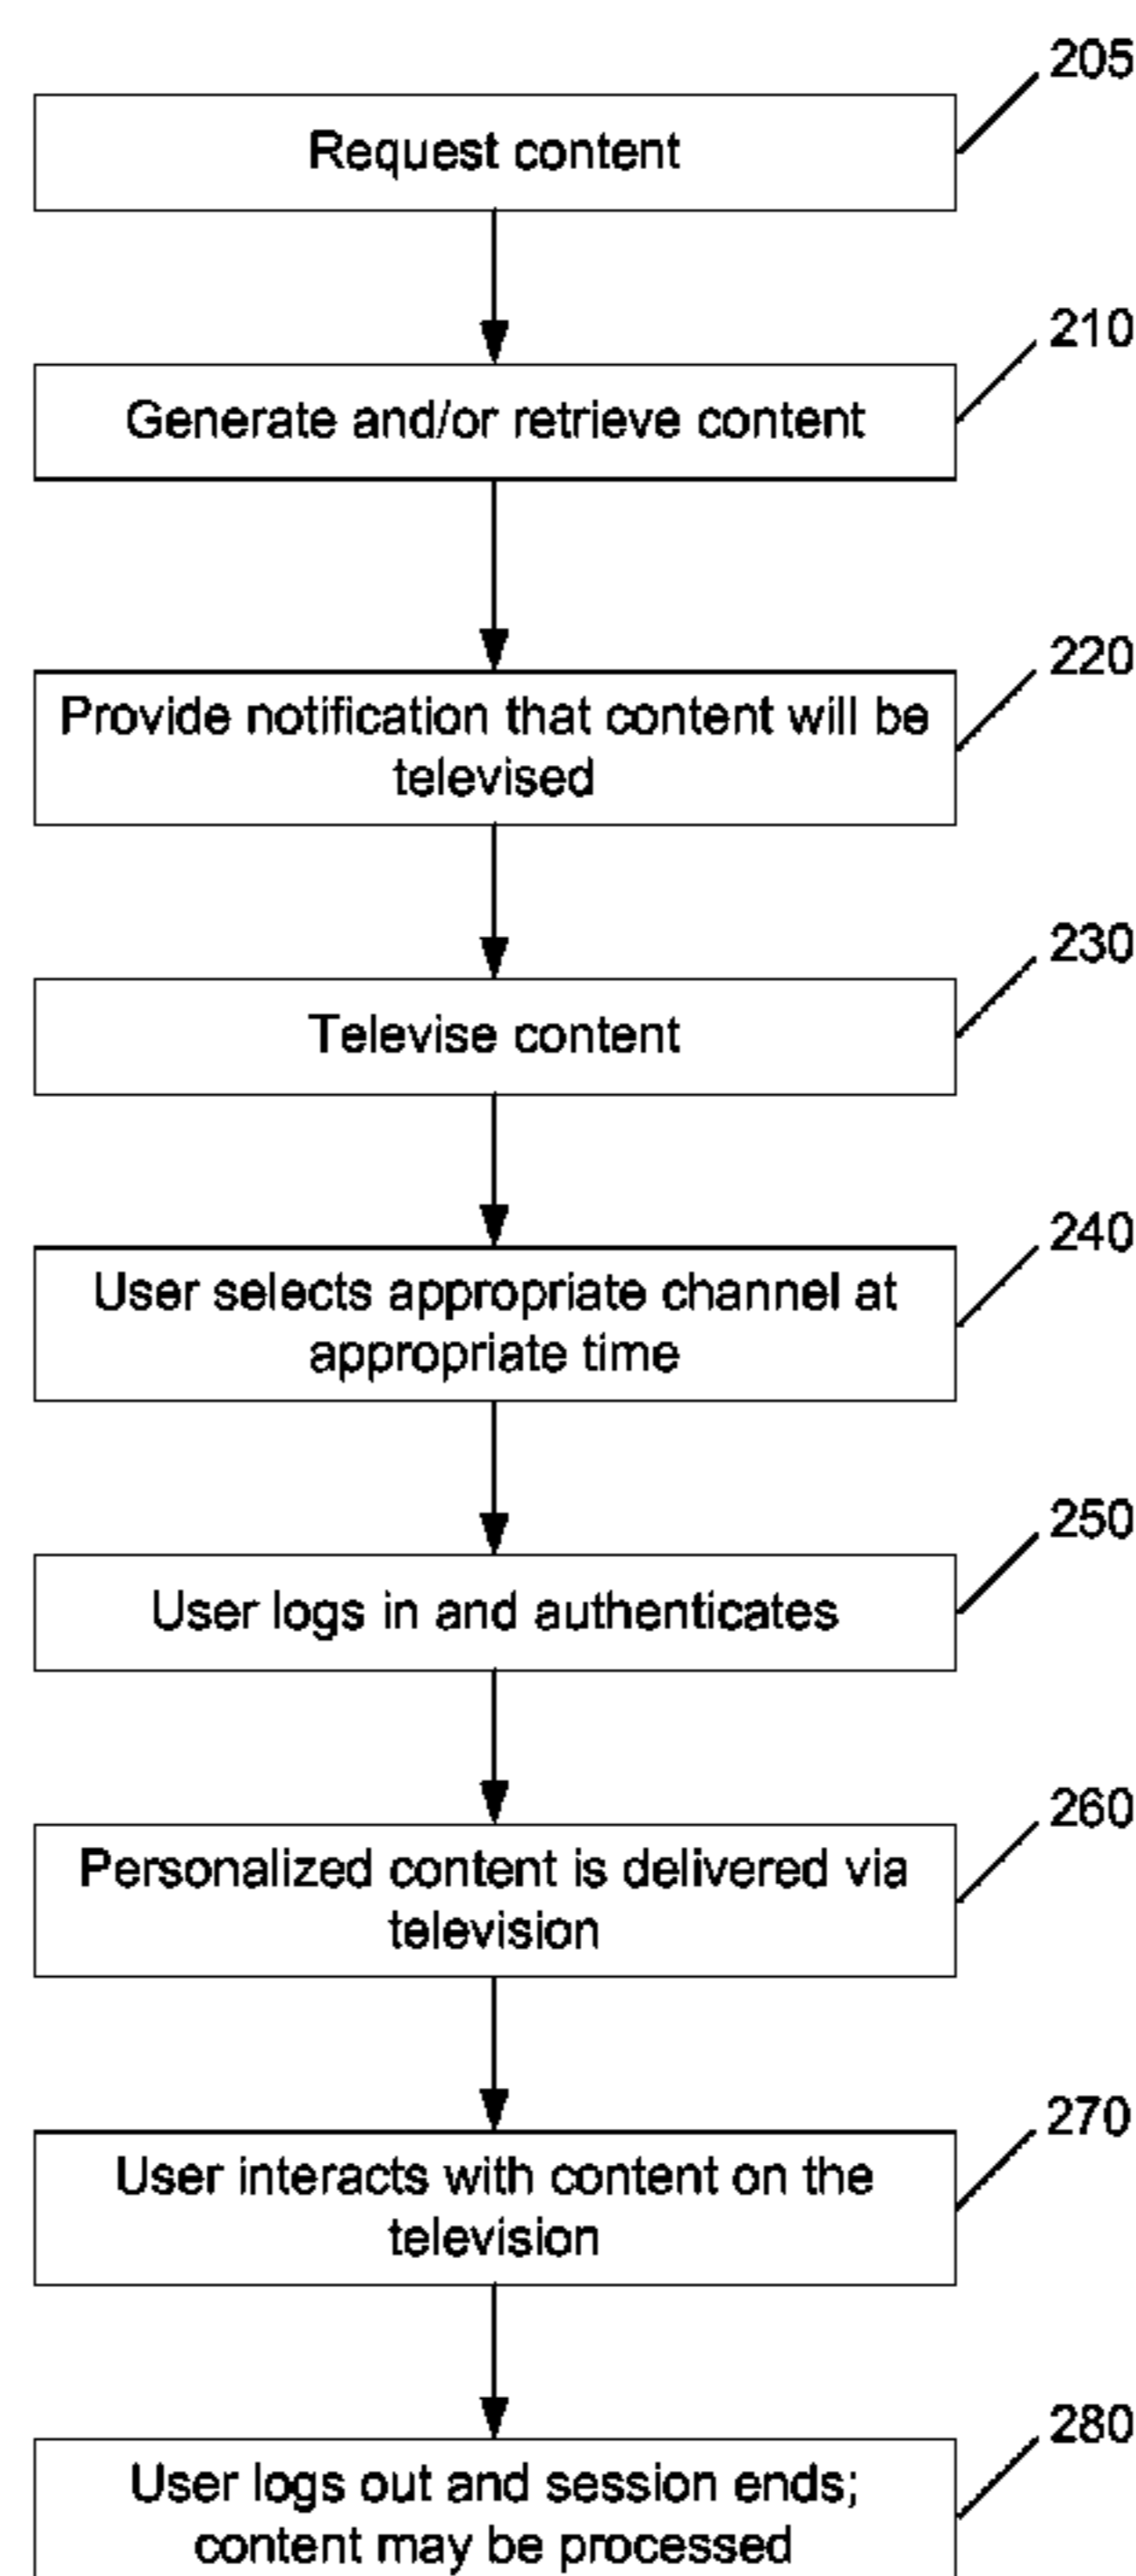 205
Request content
210
Generate and/or retrieve content
220
Provide notification that content will be
televised
230
Televise content
240
User selects appropriate channel at
appropriate time
250
User logs in and authenticates
260
Personalized content is delivered via
television
270
User interacts with content on the
television
280
User logs out and session ends;
content may be processed